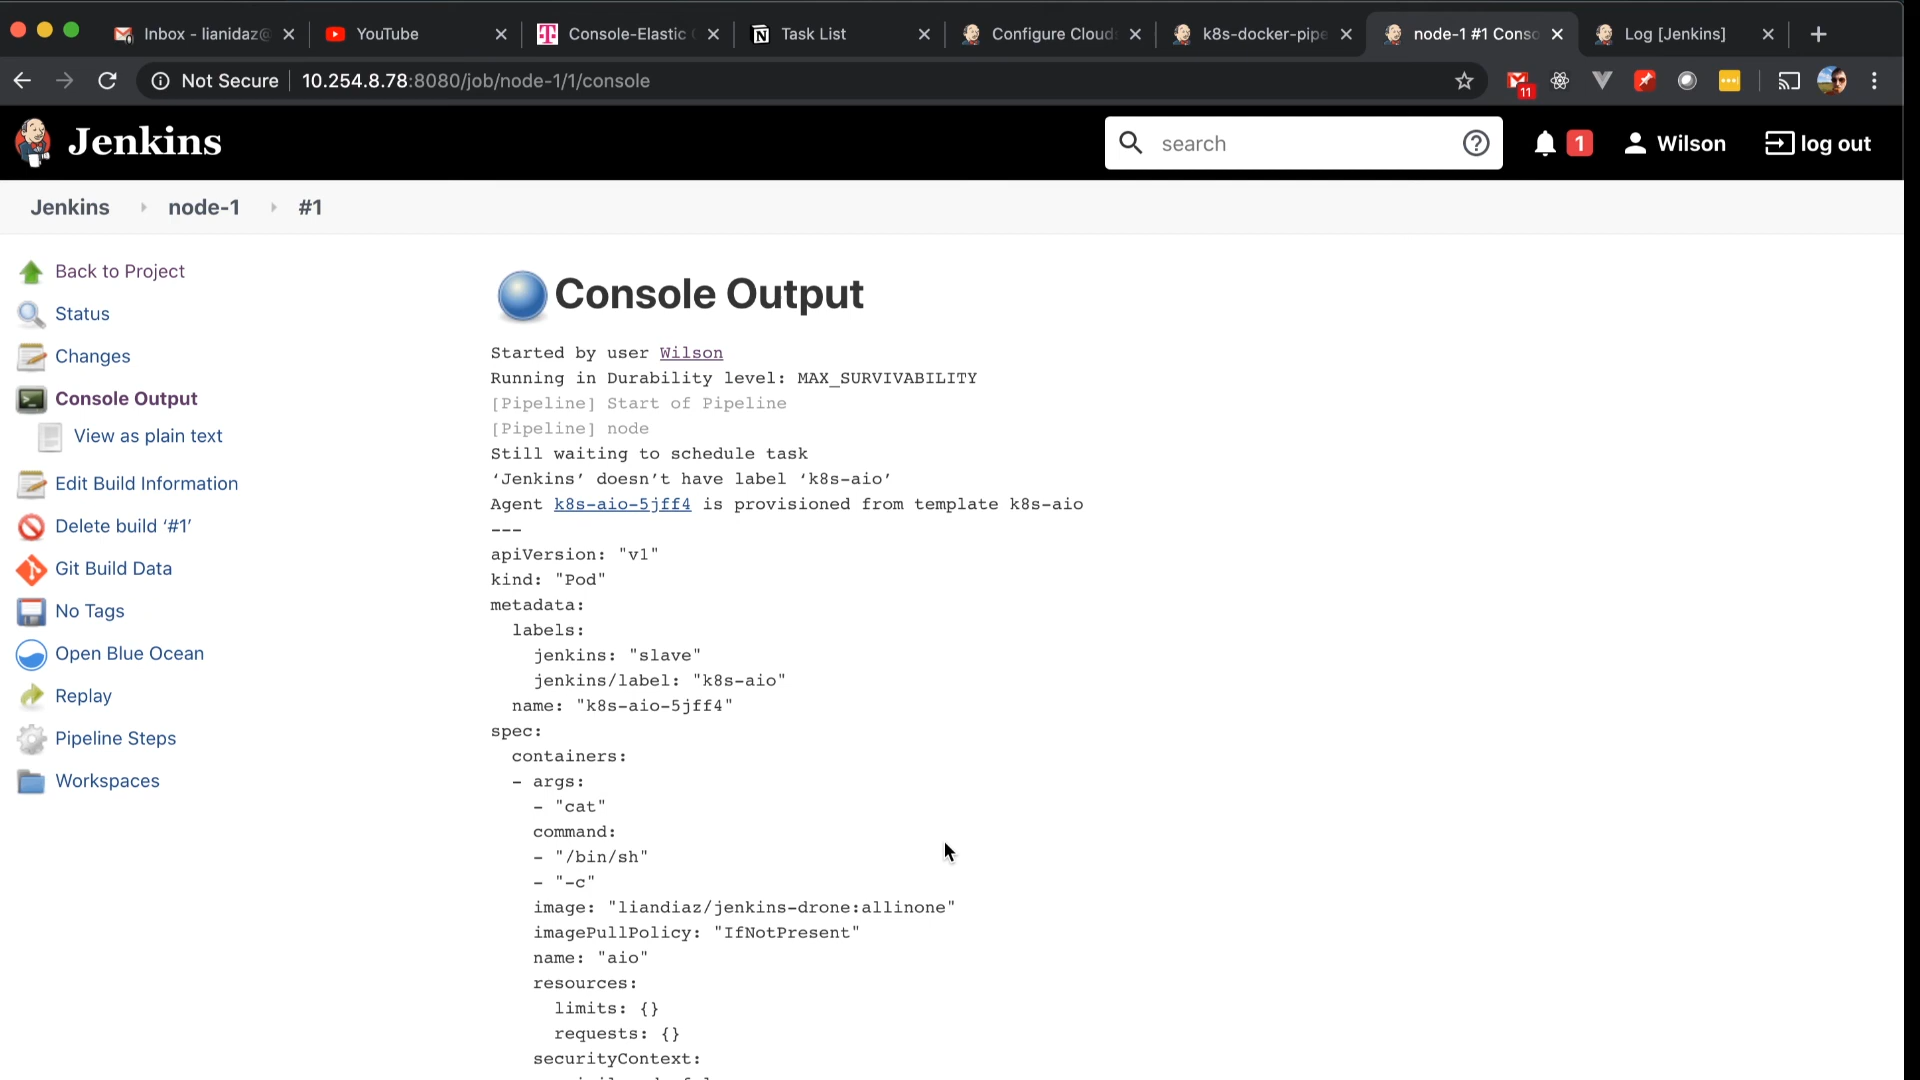 Inbox - lianidaz@
YouTube
Console-Elastic
Task List
Configure Cloud
k8s-docker-pipe
node-1 #1 Conso
Log [Jenkins]
Not Secure
10.254.8.78:8080/job/node-1/1/console
11
Jenkins
search
1
Wilson
log out
Jenkins
node-1
#1
Back to Project
Status
Changes
Console Output
View as plain text
Edit Build Information
Delete build ‘#1’
Git Build Data
No Tags
Open Blue Ocean
Replay
Pipeline Steps
Workspaces
Console Output
Started by user Wilson
Running in Durability level: MAX_SURVIVABILITY
[Pipeline] Start of Pipeline
[Pipeline] node
Still waiting to schedule task
‘Jenkins’ doesn’t have label ‘k8s-aio’
Agent k8s-aio-5jff4 is provisioned from template k8s-aio
---
apiVersion: "v1"
kind: "Pod"
metadata:
labels:
jenkins: "slave"
jenkins/label: "k8s-aio"
name: "k8s-aio-5jff4"
spec:
containers:
- args:
- "cat"
command:
- "/bin/sh"
- "-c"
image: "liandiaz/jenkins-drone:allinone"
imagePullPolicy: "IfNotPresent"
name: "aio"
resources:
limits: {}
requests: {}
securityContext: